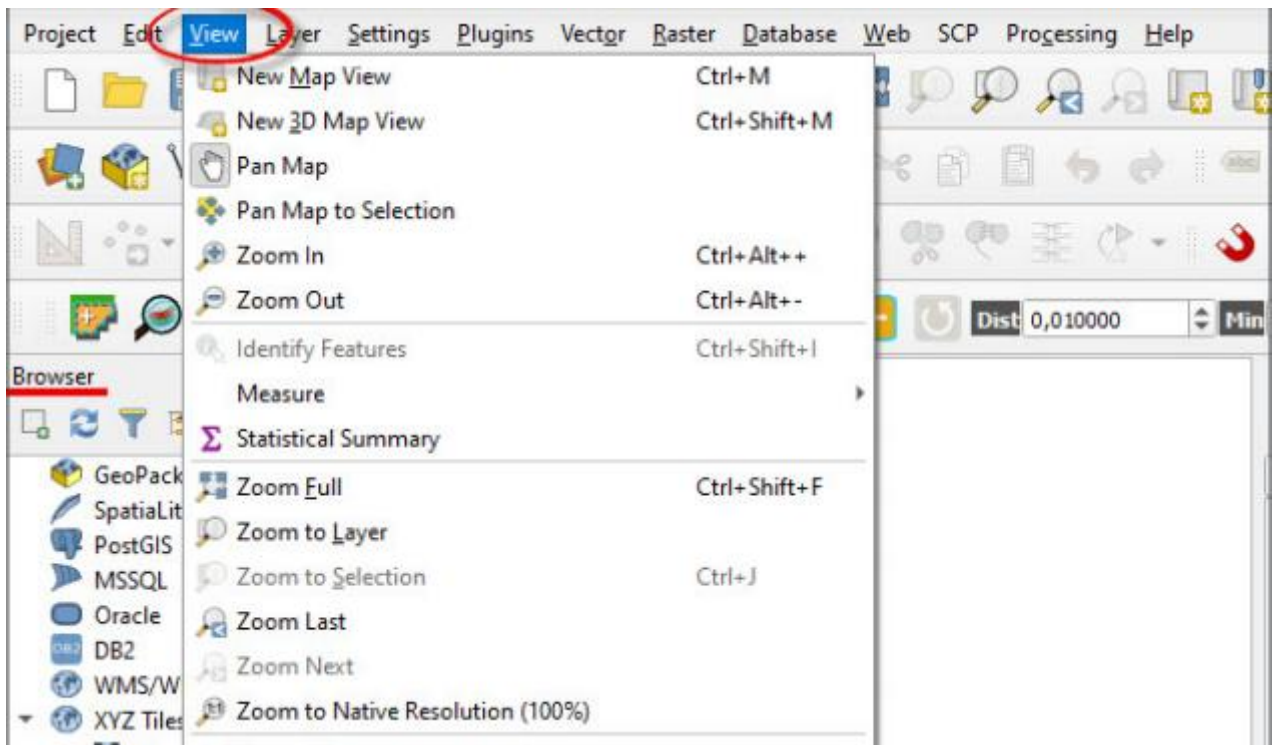 Project Edit View Layer Settings Plugins Vector Raster Database Web SCP Processing Help
New Map View Ctrl+M
New 3D Map View Ctrl+Shift+M
Pan Map
Pan Map to Selection
Zoom In Ctrl+Alt++
Zoom Out Ctrl+Alt+-
Dist 0,010000 Min
Identify Features Ctrl+Shift+I
Browser
Measure
Statistical Summary
GeoPack
Zoom Full Ctrl+Shift+F
SpatiaLit
Zoom to Layer
PostGIS
MSSQL
Zoom to Selection Ctrl+J
Oracle
Zoom Last
DB2
Zoom Next
WMS/W
XYZ Tiles
Zoom to Native Resolution (100%)